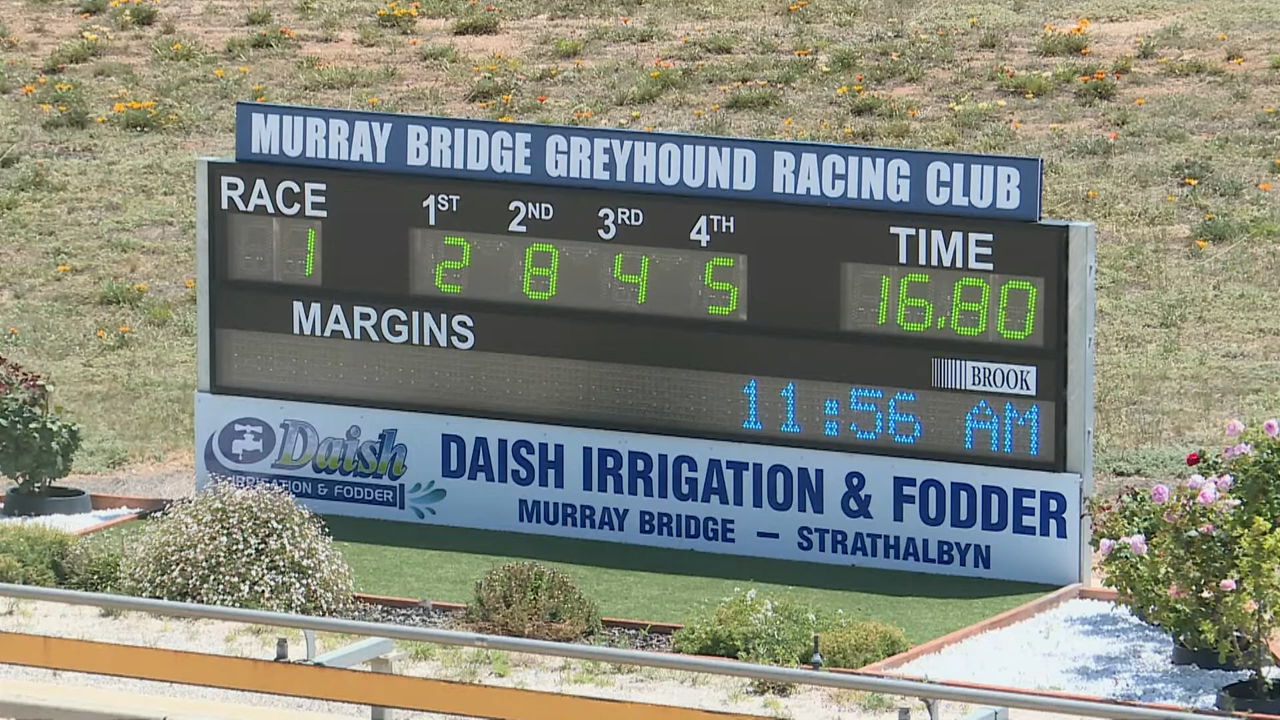 MURRAY BRIDGE GREYHOUND RACING CLUB
RACE 1ST 2ND 3RD 4TH TIME
1 2 8 4 5 16.80
MARGINS
BROOK
11:56 AM
Daish
IRRIGATION & FODDER
DAISH IRRIGATION & FODDER
MURRAY BRIDGE — STRATHALBYN